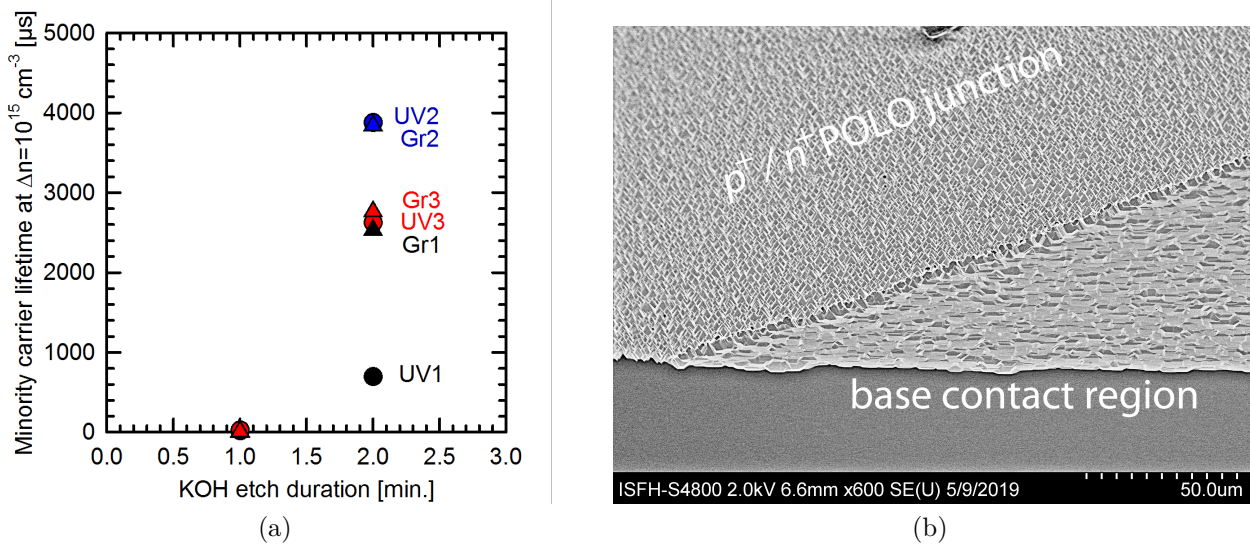 Minority carrier lifetime at Δn=10¹⁵ cm⁻³ [µs]
5000
4000
3000
2000
1000
0
UV2
Gr2
Gr3
UV3
Gr1
UV1
0.0 0.5 1.0 1.5 2.0 2.5 3.0
KOH etch duration [min.]
(a)
p⁺ / n⁺ POLO junction
base contact region
ISFH-S4800 2.0kV 6.6mm x600 SE(U) 5/9/2019 50.0um
(b)